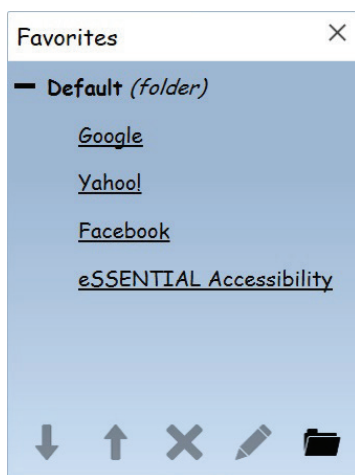 Favorites
Default (folder)
Google
Yahoo!
Facebook
eSSENTIAL Accessibility